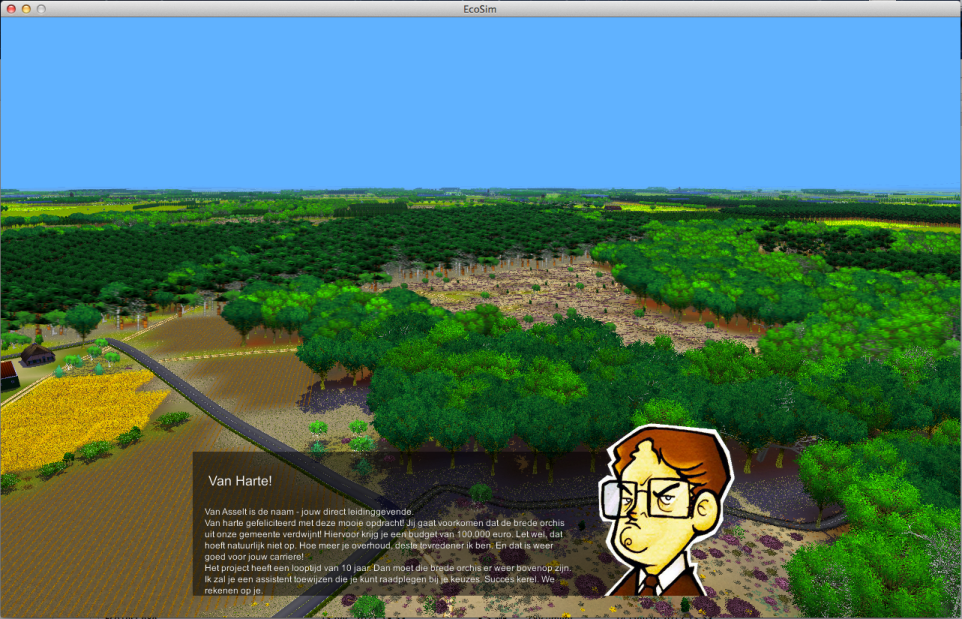 EcoSim
Van Harte!
Van Asselt is de naam - jouw direct leidinggevende.
Van harte gefeliciteerd met deze mooie opdracht! Jij gaat voorkomen dat de brede orchis
uit onze gemeente verdwijnt! Hiervoor krijg je een budget van 100.000 euro. Let wel, dat
hoeft natuurlijk niet op. Hoe meer je overhoud, deste tevredener ik ben. En dat is weer
goed voor jouw carriere!
Het project heeft een looptijd van 10 jaar. Dan moet die brede orchis er weer bovenop zijn.
Ik zal je een assistent toewijzen die je kunt raadplegen bij je keuzes. Succes kerel. We
rekenen op je.